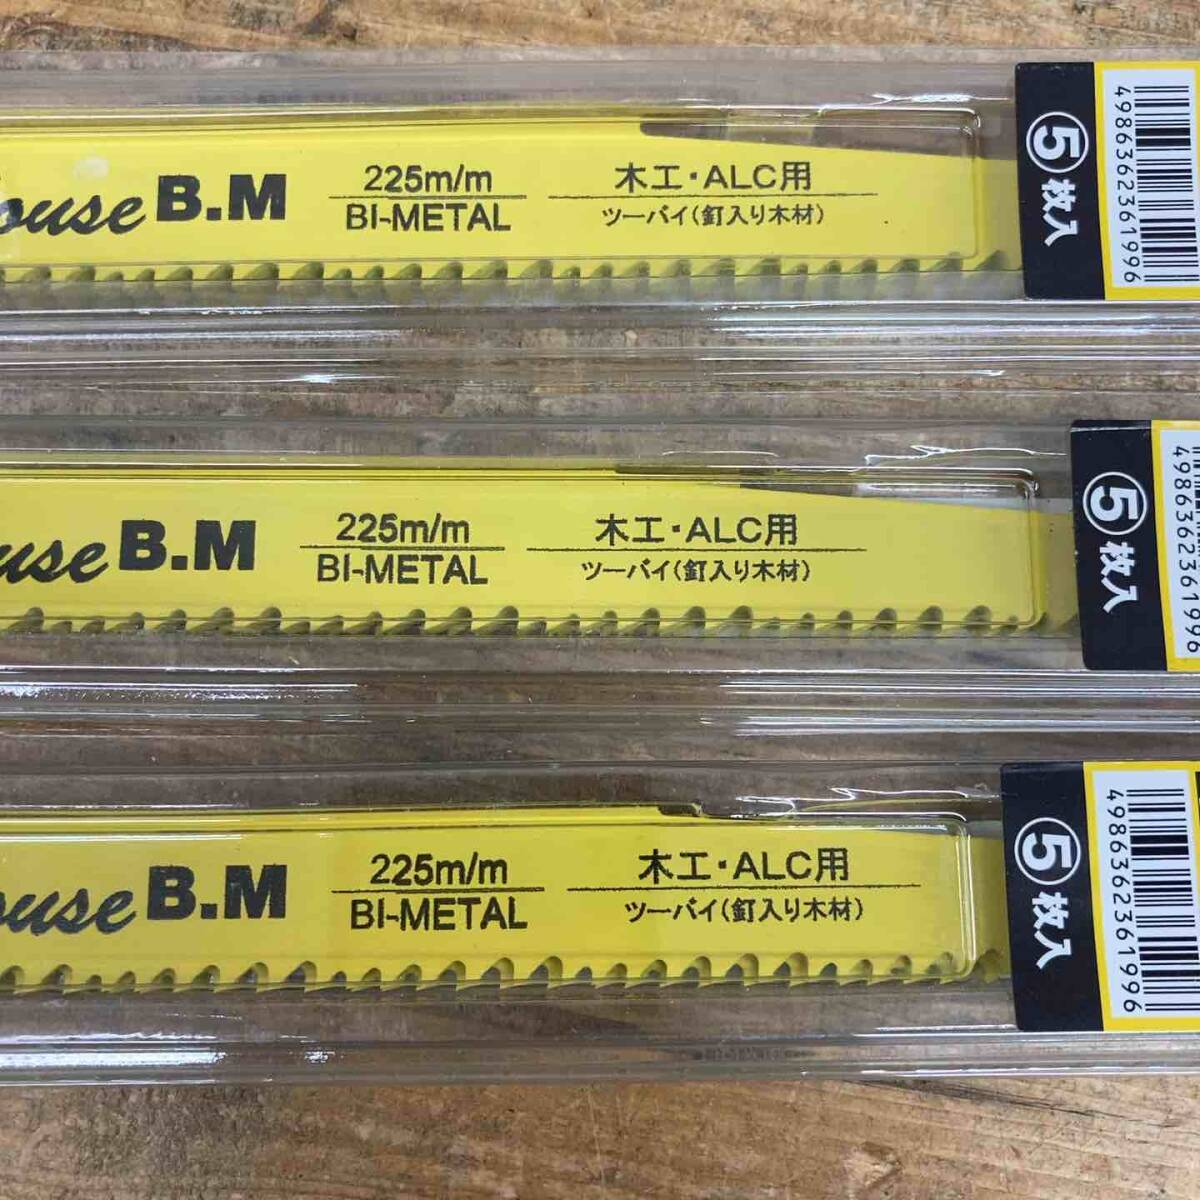 B.M
225m/m
BI-METAL
木工・ALC用
ツーバイ(釘入り木材)
⑤枚入
4986362361996
B.M
225m/m
BI-METAL
木工・ALC用
ツーバイ(釘入り木材)
⑤枚入
4986362361996
B.M
225m/m
BI-METAL
木工・ALC用
ツーバイ(釘入り木材)
⑤枚入
4986362361996